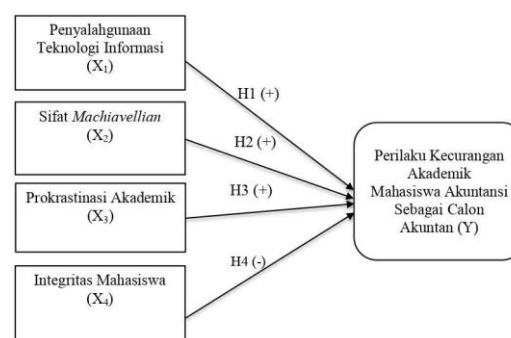 Penyalahgunaan
Teknologi Informasi
(X₁)
H1 (+)
Sifat Machiavellian
(X₂)
H2 (+)
Prokrastinasi Akademik
(X₃)
H3 (+)
Integritas Mahasiswa
(X₄)
H4 (-)
Perilaku Kecurangan
Akademik
Mahasiswa Akuntansi
Sebagai Calon
Akuntan (Y)